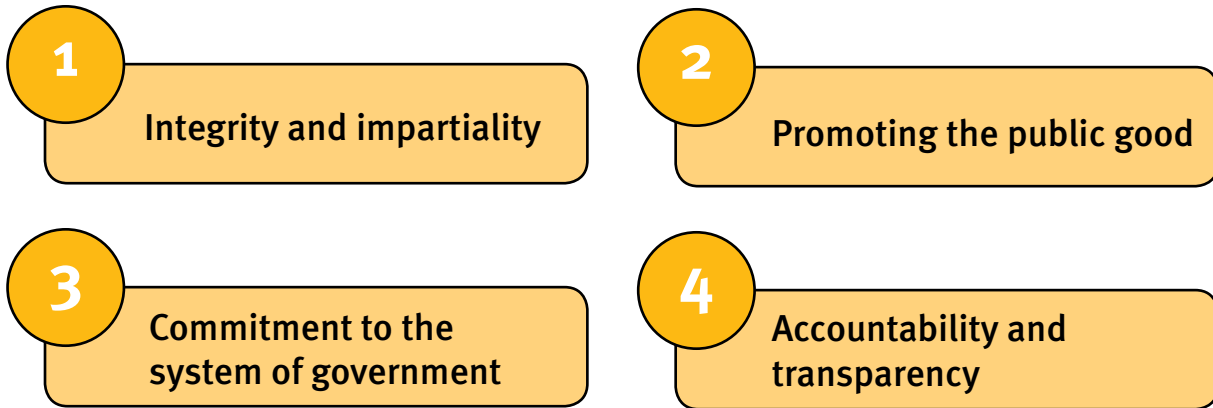 1
Integrity and impartiality
2
Promoting the public good
3
Commitment to the
system of government
4
Accountability and
transparency